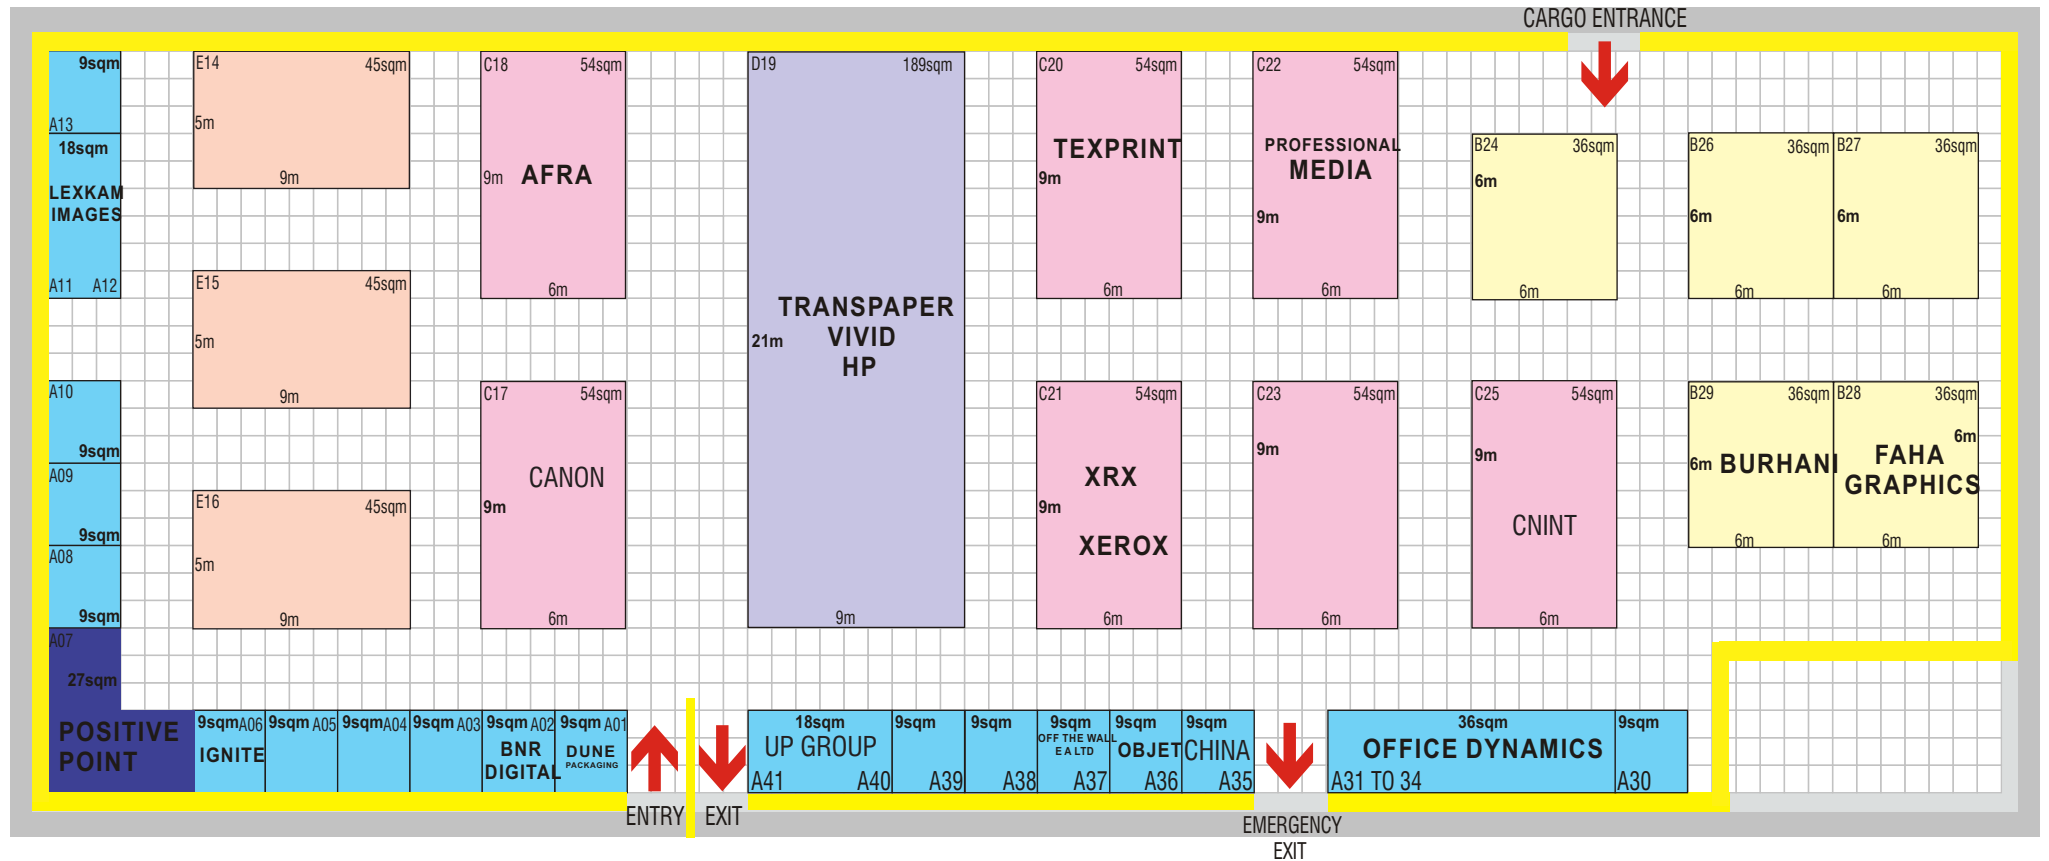 CARGO ENTRANCE
9sqm
A13
18sqm
LEXKAM
IMAGES
A11 A12
A10
9sqm
A09
9sqm
A08
9sqm
A07
27sqm
POSITIVE
POINT
E14 45sqm
5m
9m
E15 45sqm
5m
9m
E16 45sqm
5m
9m
C18 54sqm
9m AFRA
6m
C17 54sqm
CANON
9m
6m
D19 189sqm
TRANSPAPER
21m VIVID
HP
9m
C20 54sqm
TEXPRINT
9m
6m
C21 54sqm
XRX
9m
XEROX
6m
C22 54sqm
PROFESSIONAL
MEDIA
9m
6m
C23 54sqm
9m
6m
B24 36sqm
6m
6m
C25 54sqm
9m
CNINT
6m
B26 36sqm
6m
6m
B27 36sqm
6m
6m
B29 36sqm
6m BURHANI
6m
B28 36sqm
6m
FAHA
GRAPHICS
6m
9sqm A06
IGNITE
9sqm A05
9sqm A04
9sqm A03
9sqm A02
BNR
DIGITAL
9sqm A01
DUNE
PACKAGING
18sqm
UP GROUP
A41 A40
9sqm
A39
9sqm
A38
9sqm
OFF THE WALL
E A LTD
A37
9sqm
OBJET
A36
9sqm
CHINA
A35
36sqm
OFFICE DYNAMICS
A31 TO 34
9sqm
A30
ENTRY EXIT
EMERGENCY
EXIT